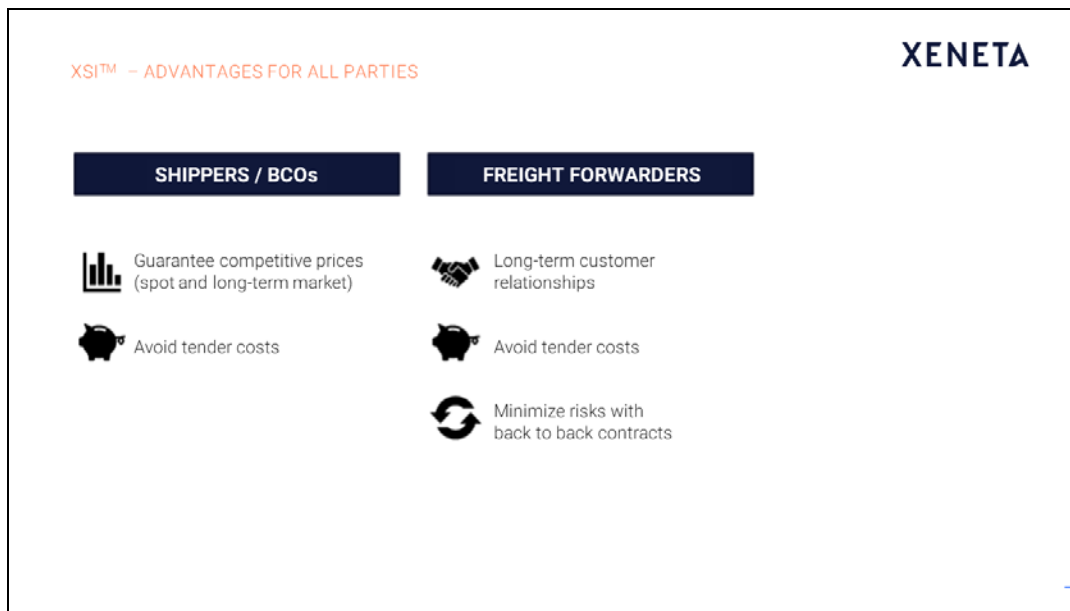 XENETA
XSI™ – ADVANTAGES FOR ALL PARTIES
SHIPPERS / BCOs
Guarantee competitive prices
(spot and long-term market)
Avoid tender costs
FREIGHT FORWARDERS
Long-term customer
relationships
Avoid tender costs
Minimize risks with
back to back contracts